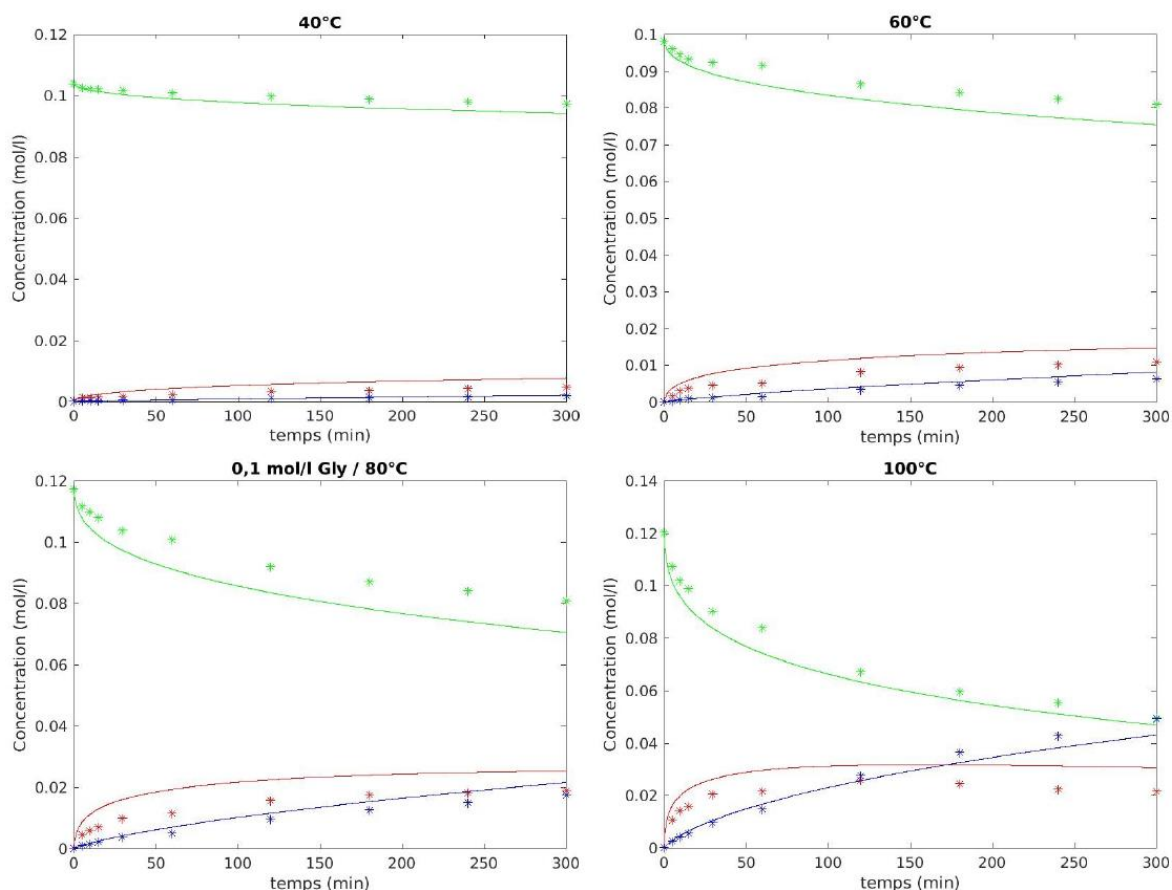 40°C
0.12
0.1
0.08
0.06
0.04
0.02
0
Concentration (mol/l)
0 50 100 150 200 250 300
temps (min)
60°C
0.1
0.09
0.08
0.07
0.06
0.05
0.04
0.03
0.02
0.01
0
Concentration (mol/l)
0 50 100 150 200 250 300
temps (min)
0,1 mol/l Gly / 80°C
0.12
0.1
0.08
0.06
0.04
0.02
0
Concentration (mol/l)
0 50 100 150 200 250 300
temps (min)
100°C
0.14
0.12
0.1
0.08
0.06
0.04
0.02
0
Concentration (mol/l)
0 50 100 150 200 250 300
temps (min)